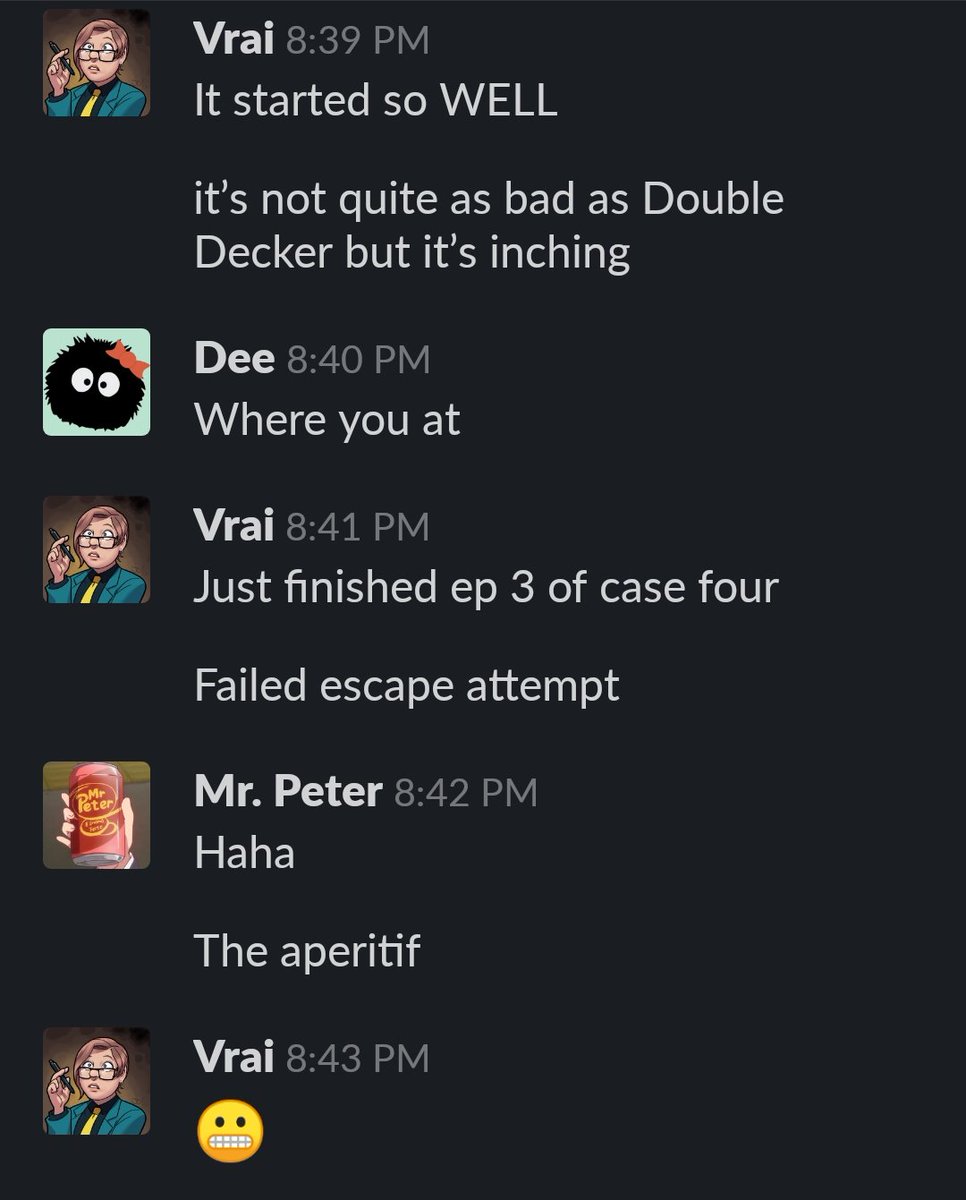 Vrai 8:39 PM
It started so WELL
it’s not quite as bad as Double
Decker but it’s inching
Dee 8:40 PM
Where you at
Vrai 8:41 PM
Just finished ep 3 of case four
Failed escape attempt
Mr. Peter 8:42 PM
Mr
Peter
Haha
The aperitif
Vrai 8:43 PM